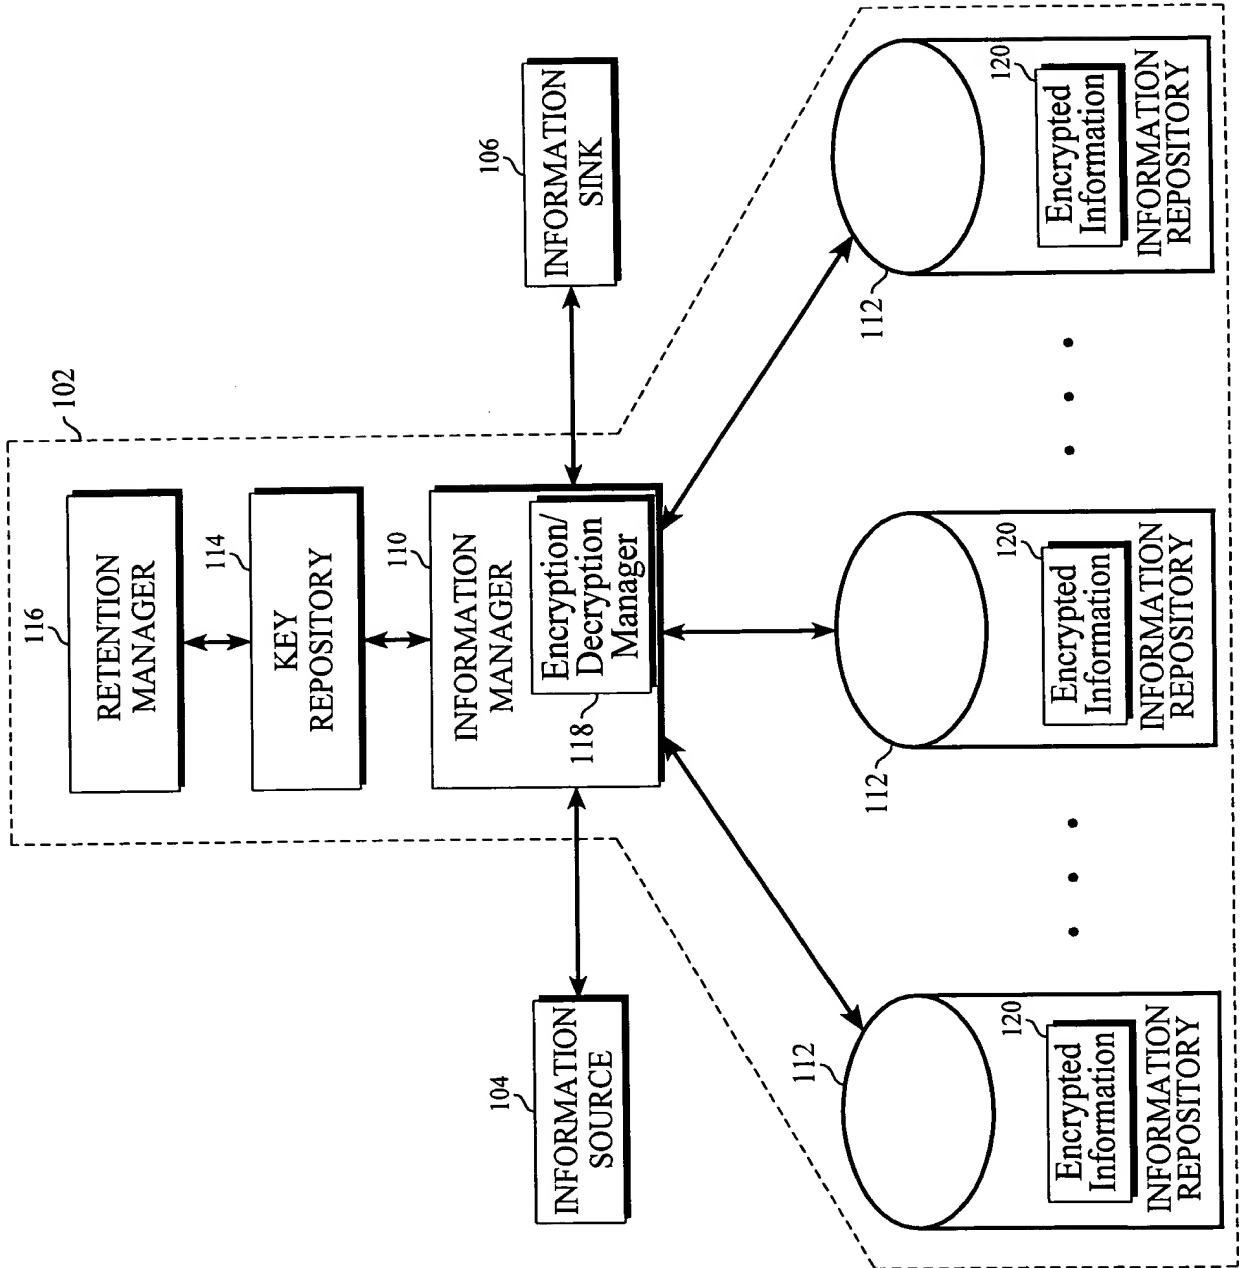 102
116
RETENTION
MANAGER
114
KEY
REPOSITORY
110
INFORMATION
MANAGER
Encryption/
Decryption
Manager
118
104
INFORMATION
SOURCE
106
INFORMATION
SINK
112
120
Encrypted
Information
INFORMATION
REPOSITORY
112
120
Encrypted
Information
INFORMATION
REPOSITORY
112
120
Encrypted
Information
INFORMATION
REPOSITORY